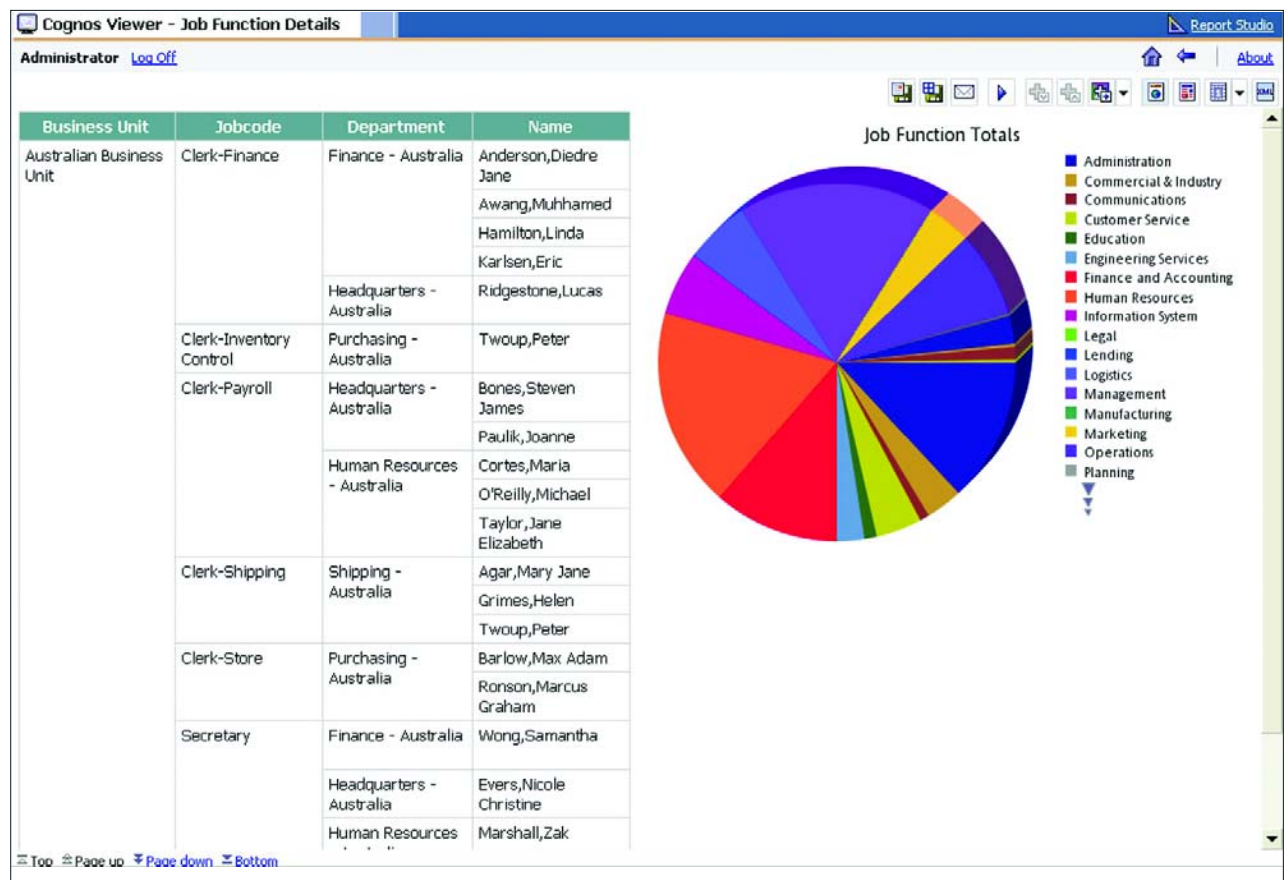 Cognos Viewer - Job Function Details
Report Studio
Administrator Log Off
About
XML
Business Unit Jobcode Department Name
Australian Business
Unit
Clerk-Finance
Finance - Australia
Anderson,Diedre
Jane
Awang,Muhhamed
Hamilton,Linda
Karlsen,Eric
Headquarters -
Australia
Ridgestone,Lucas
Clerk-Inventory
Control
Purchasing -
Australia
Twoup,Peter
Clerk-Payroll
Headquarters -
Australia
Bones,Steven
James
Paulik,Joanne
Human Resources
- Australia
Cortes,Maria
O'Reilly,Michael
Taylor,Jane
Elizabeth
Clerk-Shipping
Shipping -
Australia
Agar,Mary Jane
Grimes,Helen
Twoup,Peter
Clerk-Store
Purchasing -
Australia
Barlow,Max Adam
Ronson,Marcus
Graham
Secretary
Finance - Australia
Wong,Samantha
Headquarters -
Australia
Evers,Nicole
Christine
Human Resources
Marshall,Zak
Job Function Totals
Administration
Commercial & Industry
Communications
Customer Service
Education
Engineering Services
Finance and Accounting
Human Resources
Information System
Legal
Lending
Logistics
Management
Manufacturing
Marketing
Operations
Planning
Top Page up Page down Bottom